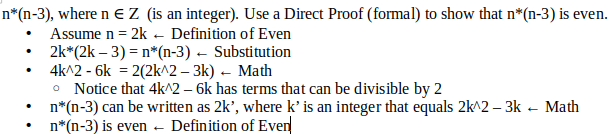 n*(n-3), where n ∈ Z (is an integer). Use a Direct Proof (formal) to show that n*(n-3) is even.
• Assume n = 2k ← Definition of Even
• 2k*(2k – 3) = n*(n-3) ← Substitution
• 4k^2 - 6k = 2(2k^2 – 3k) ← Math
◦ Notice that 4k^2 – 6k has terms that can be divisible by 2
• n*(n-3) can be written as 2k’, where k’ is an integer that equals 2k^2 – 3k ← Math
• n*(n-3) is even ← Definition of Even